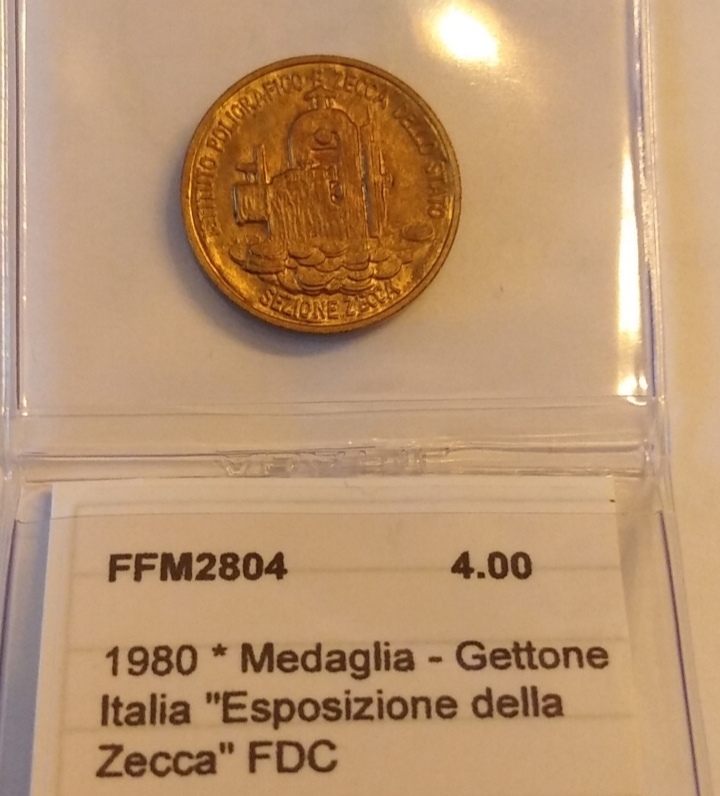 ISTITUTO POLIGRAFICO E ZECCA DELLO STATO
SEZIONE ZECCA
FFM2804 4.00
1980 * Medaglia - Gettone
Italia "Esposizione della
Zecca" FDC